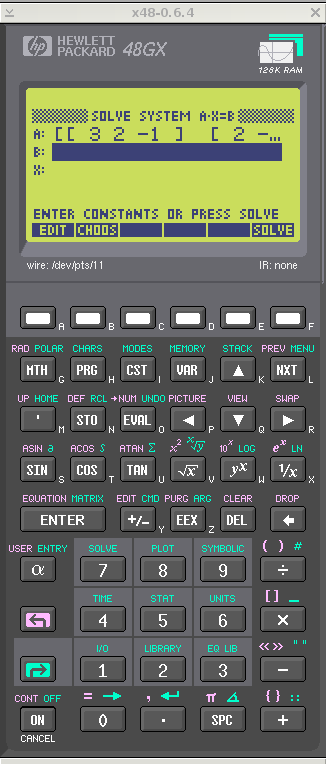 x48-0.6.4
hp HEWLETT PACKARD 48GX
128K RAM
SOLVE SYSTEM A·X=B
A: [[ 3 2 -1 ] [ 2 -…
B:
X:
ENTER CONSTANTS OR PRESS SOLVE
EDIT CHOOS SOLVE
wire: /dev/pts/11 IR: none
A B C D E F
RAD POLAR CHARS MODES MEMORY STACK PREV MENU
MTH G PRG H CST I VAR J ▲ K NXT L
UP HOME DEF RCL →NUM UNDO PICTURE VIEW SWAP
' M STO N EVAL O ◀ P ▼ Q ▶ R
ASIN ∂ ACOS ∫ ATAN Σ x² ˣ√y 10ˣ LOG eˣ LN
SIN S COS T TAN U √x V yˣ W 1/x X
EQUATION MATRIX EDIT CMD PURG ARG CLEAR DROP
ENTER +/− Y EEX Z DEL ←
USER ENTRY SOLVE PLOT SYMBOLIC ( ) #
α 7 8 9 ÷
TIME STAT UNITS [ ] _
4 5 6 ×
I/O LIBRARY EQ LIB «» " "
1 2 3 −
CONT OFF = → , ↵ π ∡ { } ::
ON 0 . SPC +
CANCEL